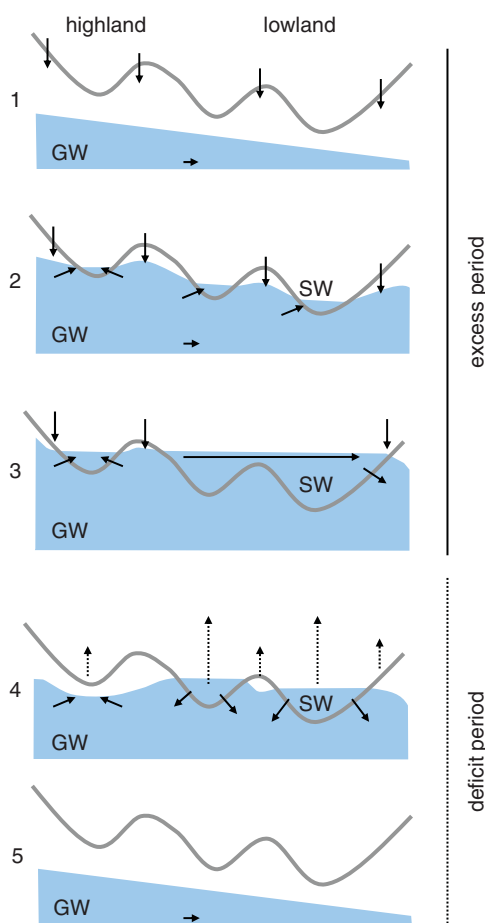 highland lowland
1
GW
2
SW
GW
excess period
3
SW
GW
4
SW
GW
deficit period
5
GW